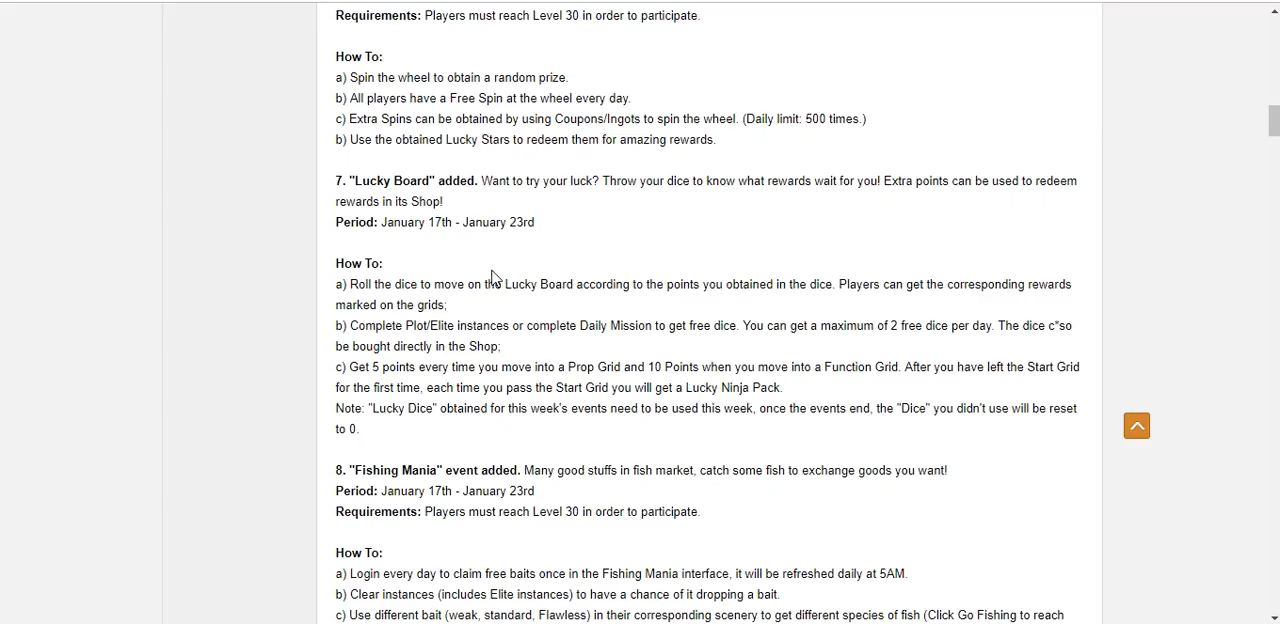 Requirements: Players must reach Level 30 in order to participate.
How To:
a) Spin the wheel to obtain a random prize.
b) All players have a Free Spin at the wheel every day.
c) Extra Spins can be obtained by using Coupons/Ingots to spin the wheel. (Daily limit: 500 times.)
b) Use the obtained Lucky Stars to redeem them for amazing rewards.
7. "Lucky Board" added. Want to try your luck? Throw your dice to know what rewards wait for you! Extra points can be used to redeem
rewards in its Shop!
Period: January 17th - January 23rd
How To:
a) Roll the dice to move on the Lucky Board according to the points you obtained in the dice. Players can get the corresponding rewards
marked on the grids;
b) Complete Plot/Elite instances or complete Daily Mission to get free dice. You can get a maximum of 2 free dice per day. The dice c*so
be bought directly in the Shop;
c) Get 5 points every time you move into a Prop Grid and 10 Points when you move into a Function Grid. After you have left the Start Grid
for the first time, each time you pass the Start Grid you will get a Lucky Ninja Pack.
Note: "Lucky Dice" obtained for this week's events need to be used this week, once the events end, the "Dice" you didn't use will be reset
to 0.
8. "Fishing Mania" event added. Many good stuffs in fish market, catch some fish to exchange goods you want!
Period: January 17th - January 23rd
Requirements: Players must reach Level 30 in order to participate.
How To:
a) Login every day to claim free baits once in the Fishing Mania interface, it will be refreshed daily at 5AM.
b) Clear instances (includes Elite instances) to have a chance of it dropping a bait.
c) Use different bait (weak, standard, Flawless) in their corresponding scenery to get different species of fish (Click Go Fishing to reach